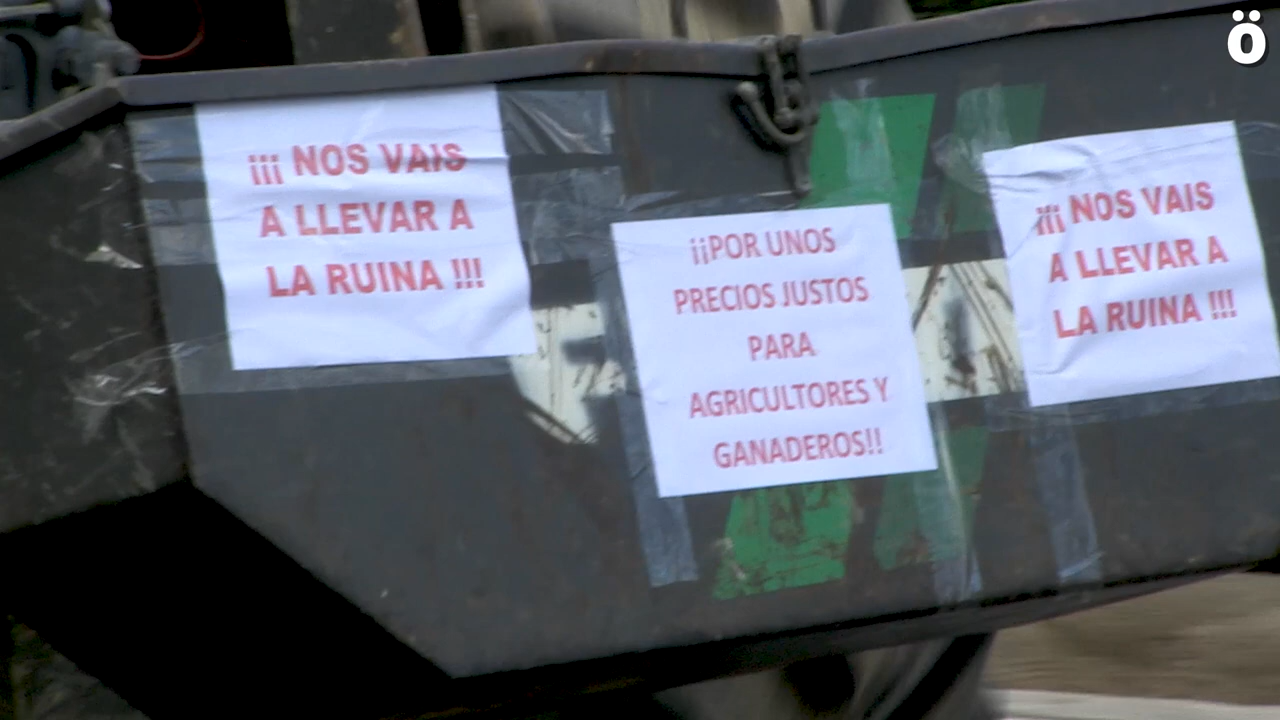 ö
¡¡¡ NOS VAIS
A LLEVAR A
LA RUINA !!!
¡¡POR UNOS
PRECIOS JUSTOS
PARA
AGRICULTORES Y
GANADEROS!!
¡¡¡ NOS VAIS
A LLEVAR A
LA RUINA !!!